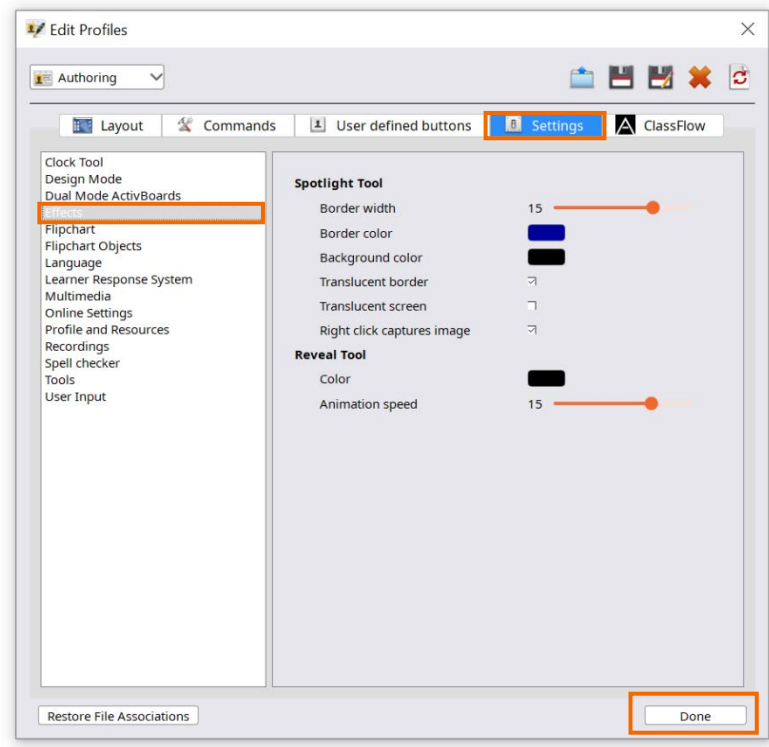 Edit Profiles
Authoring
Layout
Commands
User defined buttons
Settings
ClassFlow
Clock Tool
Design Mode
Dual Mode ActivBoards
Effects
Flipchart
Flipchart Objects
Language
Learner Response System
Multimedia
Online Settings
Profile and Resources
Recordings
Spell checker
Tools
User Input
Spotlight Tool
Border width 15
Border color
Background color
Translucent border
Translucent screen
Right click captures image
Reveal Tool
Color
Animation speed 15
Restore File Associations
Done